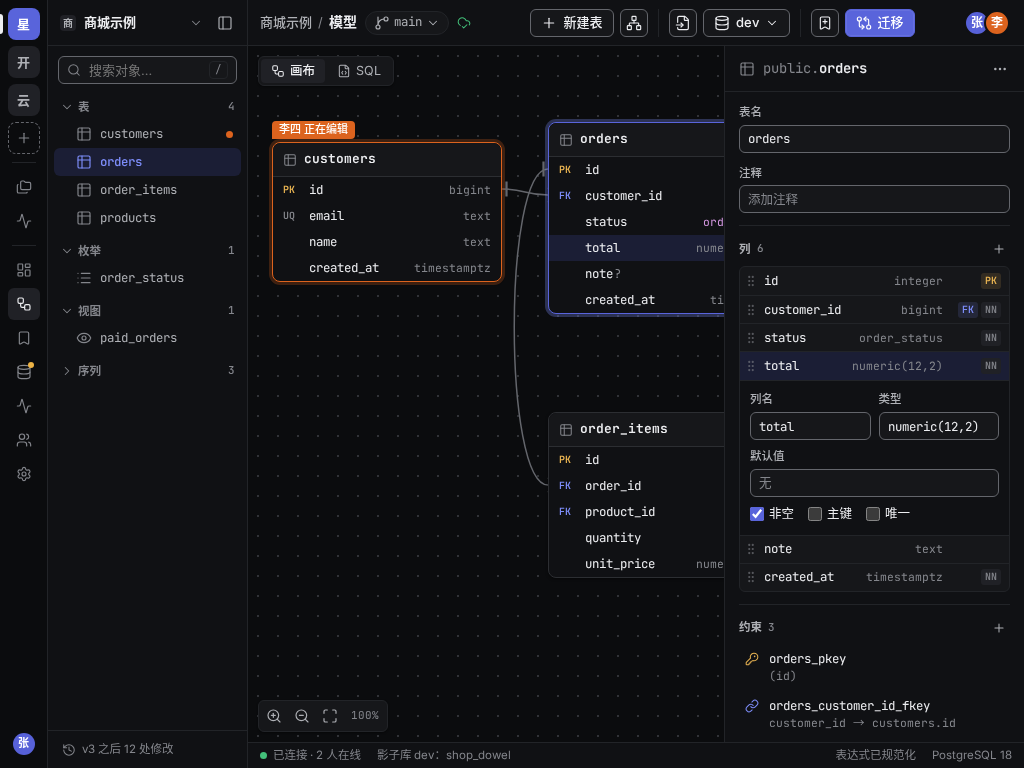 星
开
云
张
商 商城示例
搜索对象… /
表 4
customers
orders
order_items
products
枚举 1
order_status
视图 1
paid_orders
序列 3
v3 之后 12 处修改
商城示例 / 模型 main
新建表
dev
迁移
张 李
画布 SQL
李四 正在编辑
customers
PK id bigint
UQ email text
name text
created_at timestamptz
orders
PK id
FK customer_id
status ord
total nume
note?
created_at ti
order_items
PK id
FK order_id
FK product_id
quantity
unit_price nume
100%
public.orders
表名
orders
注释
添加注释
列 6
id integer PK
customer_id bigint FK NN
status order_status NN
total numeric(12,2) NN
列名 类型
total numeric(12,2)
默认值
无
非空 主键 唯一
note text
created_at timestamptz NN
约束 3
orders_pkey
(id)
orders_customer_id_fkey
customer_id → customers.id
已连接 · 2 人在线 影子库 dev：shop_dowel 表达式已规范化 PostgreSQL 18